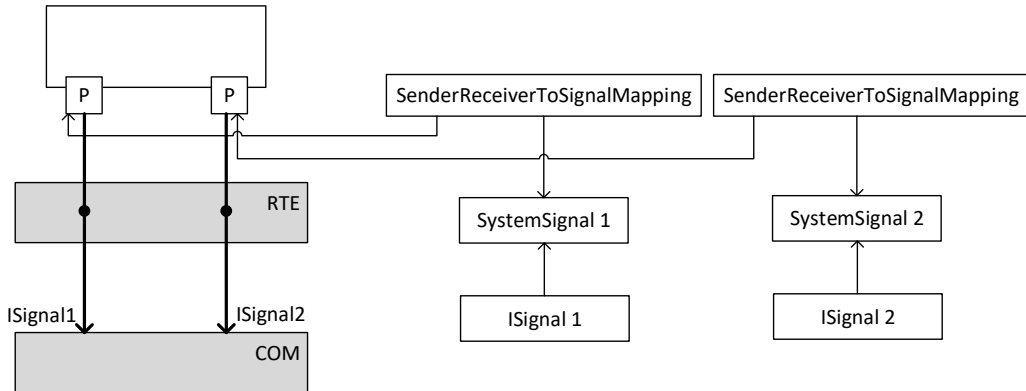 P
P
SenderReceiverToSignalMapping
SenderReceiverToSignalMapping
RTE
SystemSignal 1
SystemSignal 2
ISignal1
ISignal2
ISignal 1
ISignal 2
COM